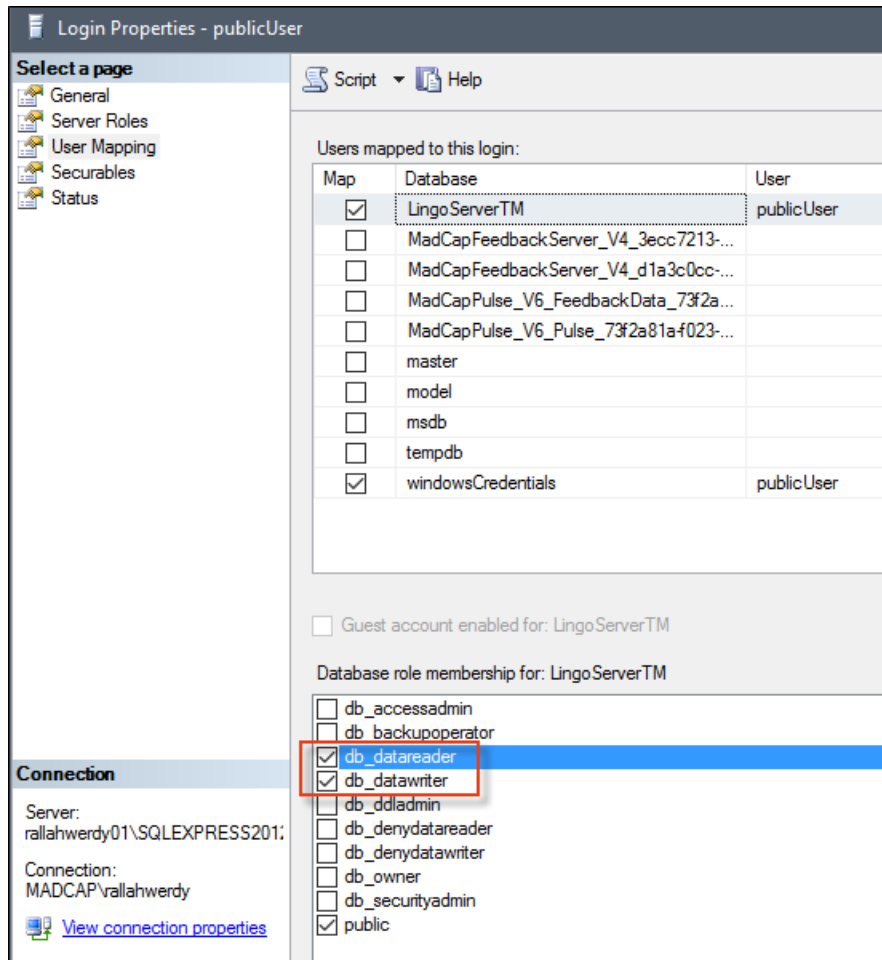 Login Properties - publicUser
Select a page
General
Server Roles
User Mapping
Securables
Status
Script Help
Users mapped to this login:
Map Database User
LingoServerTM publicUser
MadCapFeedbackServer_V4_3ecc7213-...
MadCapFeedbackServer_V4_d1a3c0cc-...
MadCapPulse_V6_FeedbackData_73f2a...
MadCapPulse_V6_Pulse_73f2a81a-f023-...
master
model
msdb
tempdb
windowsCredentials publicUser
Guest account enabled for: LingoServerTM
Database role membership for: LingoServerTM
db_accessadmin
db_backupoperator
db_datareader
db_datawriter
db_ddladmin
db_denydatareader
db_denydatawriter
db_owner
db_securityadmin
public
Connection
Server:
rallahwerdy01\SQLEXPRESS2012
Connection:
MADCAP\rallahwerdy
View connection properties